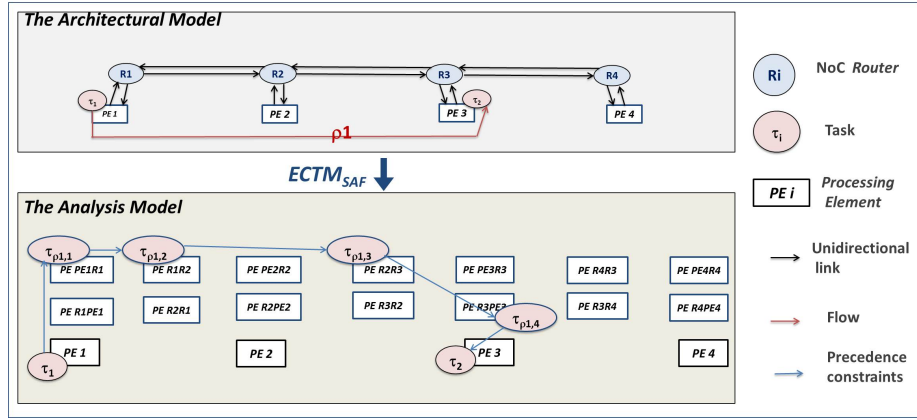 The Architectural Model
R1
R2
R3
R4
τ1
PE 1
PE 2
PE 3
τ2
PE 4
ρ1
ECTM SAF
The Analysis Model
τρ1,1
τρ1,2
τρ1,3
PE PE1R1
PE R1R2
PE PE2R2
PE R2R3
PE PE3R3
PE R4R3
PE PE4R4
PE R1PE1
PE R2R1
PE R2PE2
PE R3R2
PE R3PE3
PE R3R4
PE R4PE4
τρ1,4
PE 1
PE 2
PE 3
PE 4
τ1
τ2
Ri
NoC Router
τi
Task
PE i
Processing
Element
Unidirectional
link
Flow
Precedence
constraints